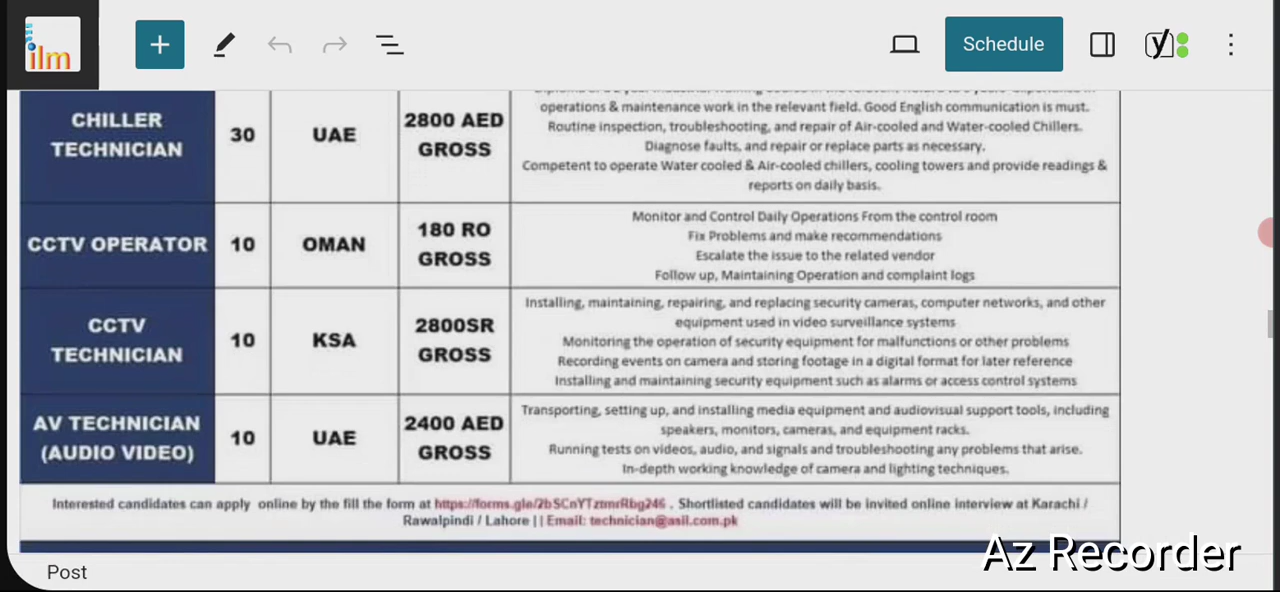 ilm
Schedule
CHILLER
TECHNICIAN
30
UAE
2800 AED
GROSS
operations & maintenance work in the relevant field. Good English communication is must.
Routine inspection, troubleshooting, and repair of Air-cooled and Water-cooled Chillers.
Diagnose faults, and repair or replace parts as necessary.
Competent to operate Water cooled & Air-cooled chillers, cooling towers and provide readings &
reports on daily basis.
CCTV OPERATOR
10
OMAN
180 RO
GROSS
Monitor and Control Daily Operations From the control room
Fix Problems and make recommendations
Escalate the issue to the related vendor
Follow up, Maintaining Operation and complaint logs
CCTV
TECHNICIAN
10
KSA
2800SR
GROSS
Installing, maintaining, repairing, and replacing security cameras, computer networks, and other
equipment used in video surveillance systems
Monitoring the operation of security equipment for malfunctions or other problems
Recording events on camera and storing footage in a digital format for later reference
Installing and maintaining security equipment such as alarms or access control systems
AV TECHNICIAN
(AUDIO VIDEO)
10
UAE
2400 AED
GROSS
Transporting, setting up, and installing media equipment and audiovisual support tools, including
speakers, monitors, cameras, and equipment racks.
Running tests on videos, audio, and signals and troubleshooting any problems that arise.
In-depth working knowledge of camera and lighting techniques.
Interested candidates can apply online by the fill the form at . Shortlisted candidates will be invited online interview at Karachi /
Rawalpindi / Lahore || Email: technician@asil.com.pk
Post
Az Recorder